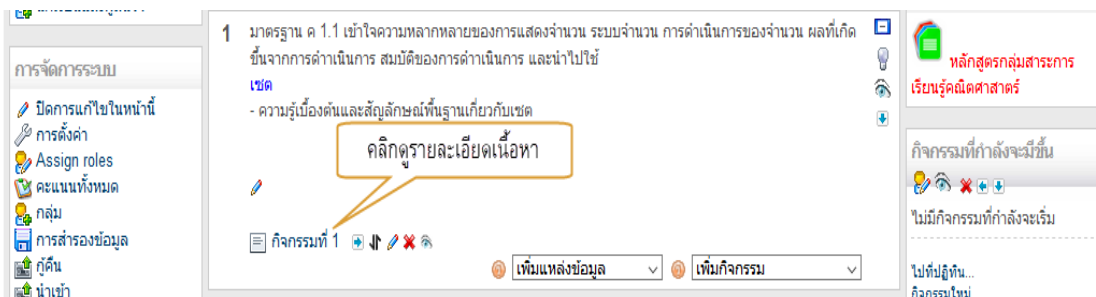 การจัดการระบบ
ปิดการแก้ไขในหน้านี้
การตั้งค่า
Assign roles
คะแนนทั้งหมด
กลุ่ม
การสำรองข้อมูล
กู้คืน
นำเข้า
1 มาตรฐาน ค 1.1 เข้าใจความหลากหลายของการแสดงจำนวน ระบบจำนวน การดำเนินการของจำนวน ผลที่เกิด
ขึ้นจากการดำาเนินการ สมบัติของการดำาเนินการ และนำไปใช้
เซต
- ความรู้เบื้องต้นและสัญลักษณ์พื้นฐานเกี่ยวกับเซต
คลิกดูรายละเอียดเนื้อหา
กิจกรรมที่ 1
เพิ่มแหล่งข้อมูล
เพิ่มกิจกรรม
หลักสูตรกลุ่มสาระการ
เรียนรู้คณิตศาสาตร์
กิจกรรมที่กำลังจะมีขึ้น
ไม่มีกิจกรรมที่กำลังจะเริ่ม
ไปที่ปฏิทิน...
กิจกรรมใหม่